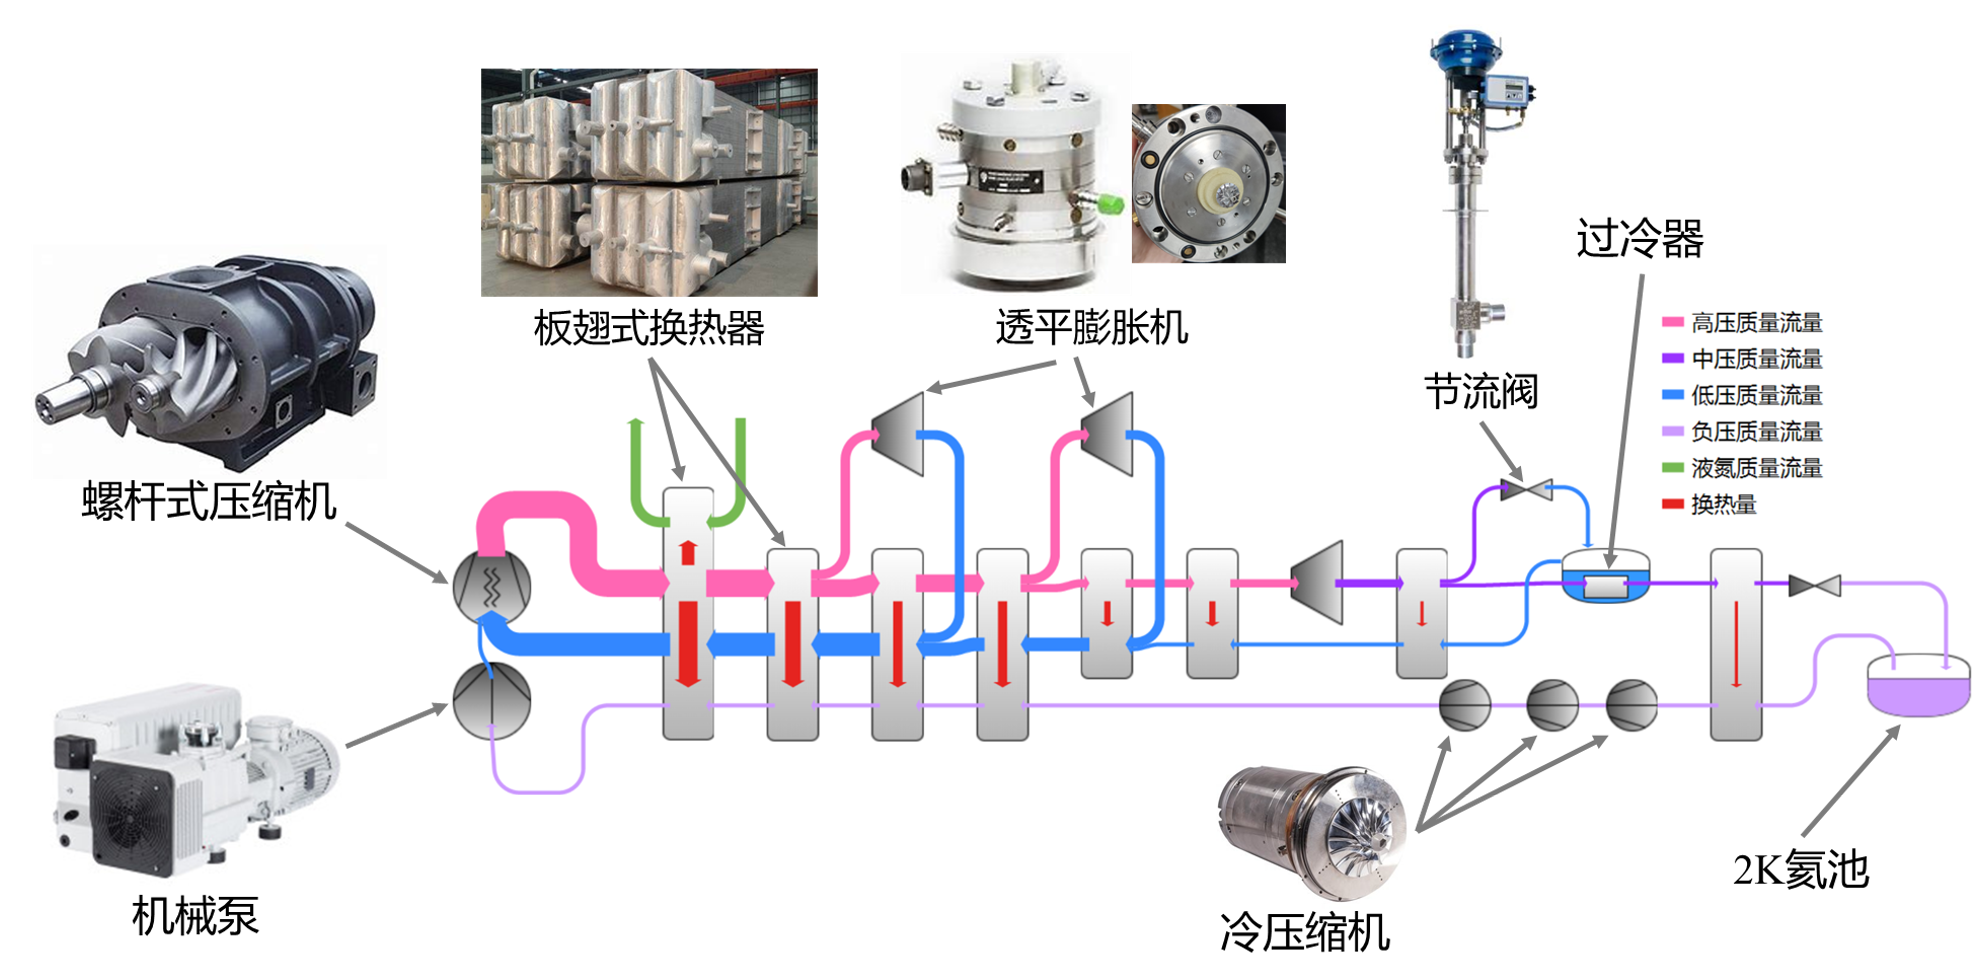 过冷器
板翅式换热器
透平膨胀机
节流阀
高压质量流量
中压质量流量
低压质量流量
负压质量流量
液氮质量流量
换热量
螺杆式压缩机
机械泵
冷压缩机
2K氦池